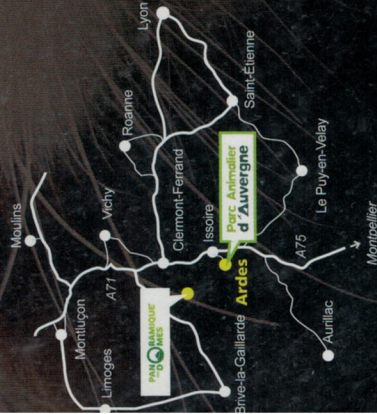 Moulins
Montluçon
Limoges
Vichy
A71
Roanne
Lyon
Clermont-Ferrand
Saint-Etienne
PANORAMIQUE
DES
DÔMES
Issoire
Parc Animalier
d'Auvergne
Ardes
Brive-la-Gaillarde
A75
Le Puy-en-Velay
Aurillac
Montpellier